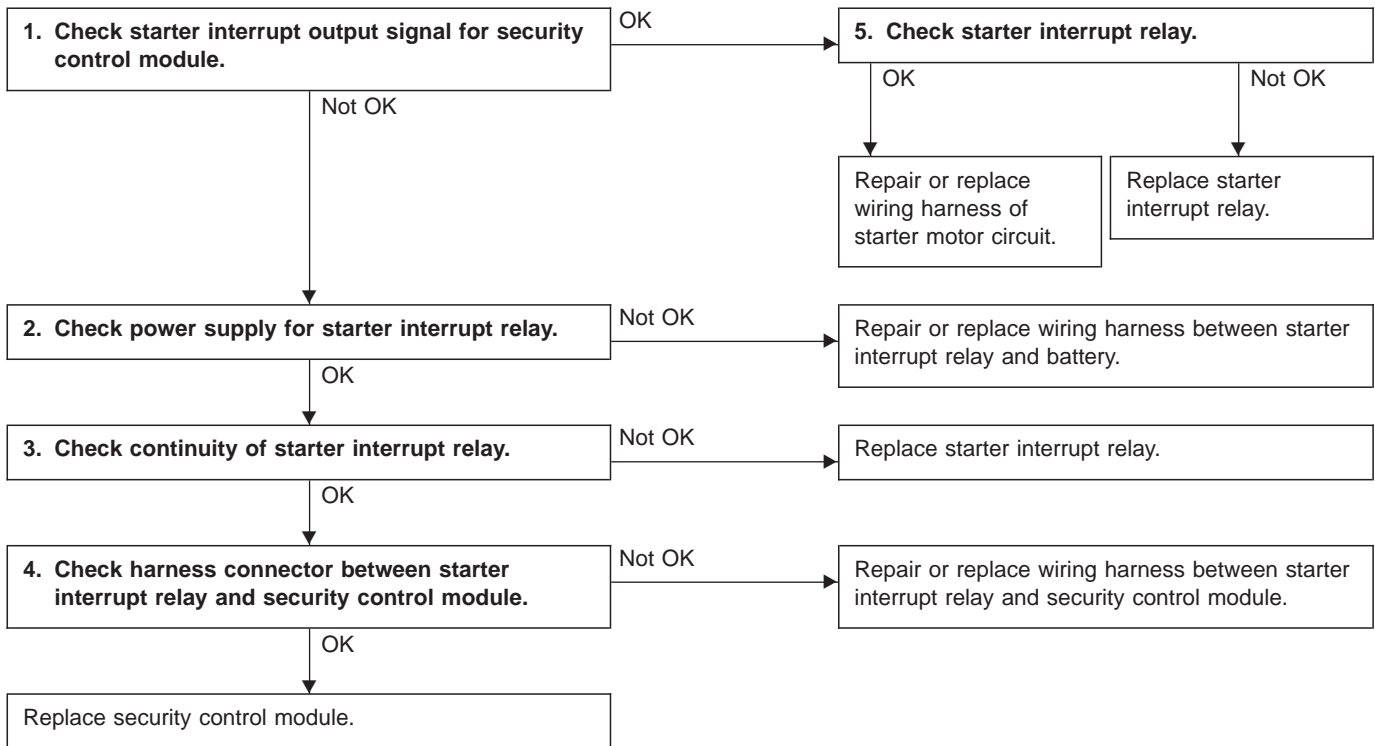 1. Check starter interrupt output signal for security
control module.
OK
5. Check starter interrupt relay.
Not OK
OK
Not OK
Repair or replace
wiring harness of
starter motor circuit.
Replace starter
interrupt relay.
2. Check power supply for starter interrupt relay.
Not OK
Repair or replace wiring harness between starter
interrupt relay and battery.
OK
3. Check continuity of starter interrupt relay.
Not OK
Replace starter interrupt relay.
OK
4. Check harness connector between starter
interrupt relay and security control module.
Not OK
Repair or replace wiring harness between starter
interrupt relay and security control module.
OK
Replace security control module.